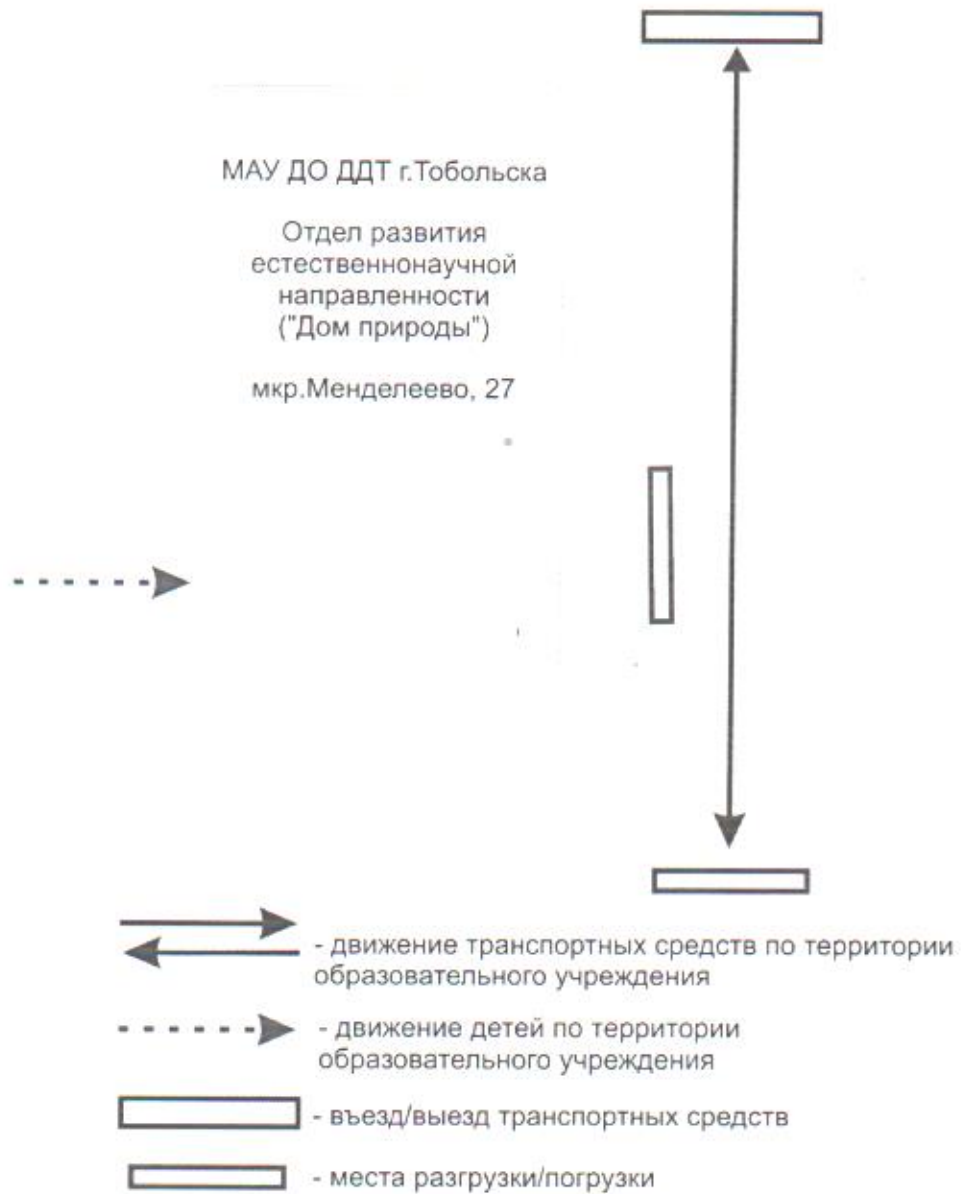 МАУ ДО ДДТ г.Тобольска
Отдел развития
естественнонаучной
направленности
("Дом природы")
мкр.Менделеево, 27
- движение транспортных средств по территории
образовательного учреждения
- движение детей по территории
образовательного учреждения
- въезд/выезд транспортных средств
- места разгрузки/погрузки